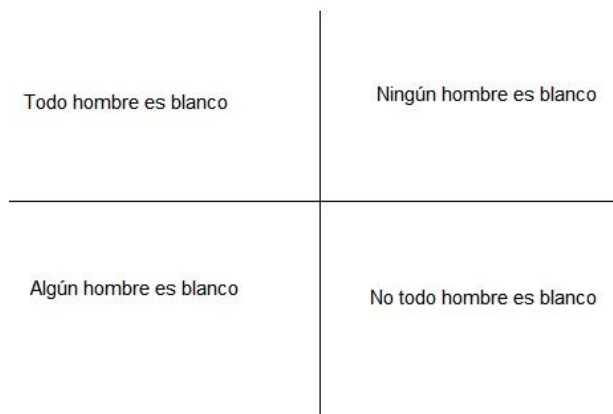 Todo hombre es blanco
Ningún hombre es blanco
Algún hombre es blanco
No todo hombre es blanco